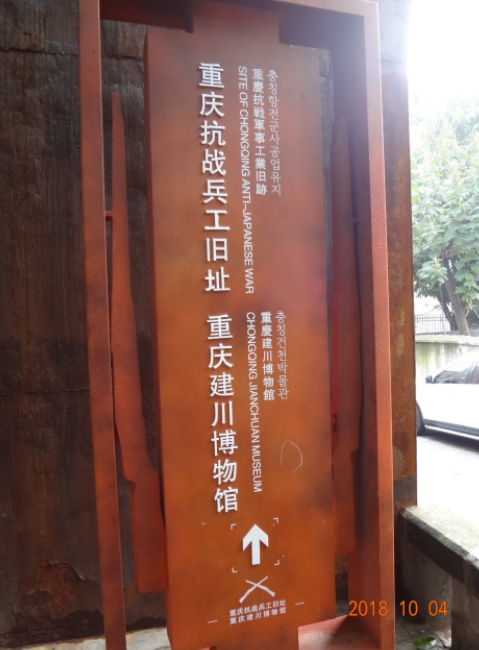 重庆抗战兵工旧址
SITE OF CHONGQING ANTI-JAPANESE WAR
重慶抗戦軍事工業旧跡
충칭항전군사공업유지
重庆建川博物馆
CHONGQING JIANCHUAN MUSEUM
重慶建川博物館
충칭건천박물관
重庆抗战兵工旧址
重庆建川博物馆
2018 10 04